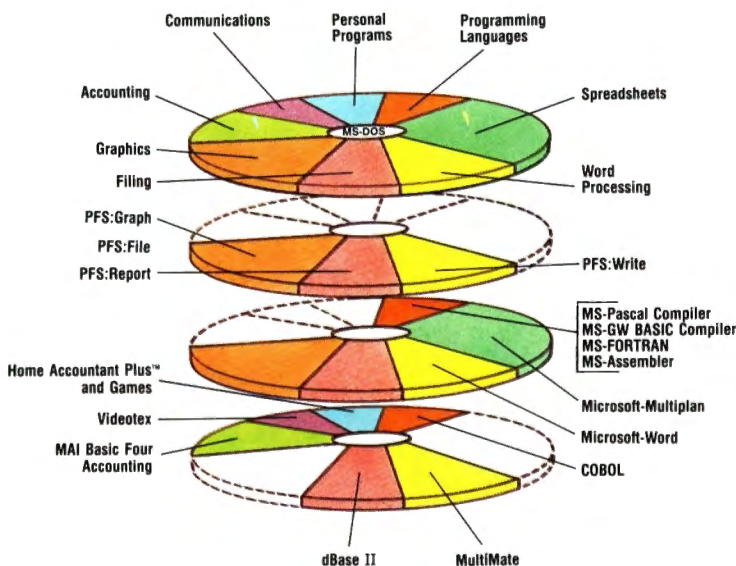 Communications
Personal
Programs
Programming
Languages
Accounting
Spreadsheets
MS-DOS
Graphics
Filing
Word
Processing
PFS:Graph
PFS:File
PFS:Report
PFS:Write
MS-Pascal Compiler
MS-GW BASIC Compiler
MS-FORTRAN
MS-Assembler
Home Accountant Plus™
and Games
Videotex
MAI Basic Four
Accounting
Microsoft-Multiplan
Microsoft-Word
COBOL
dBase II
MultiMate